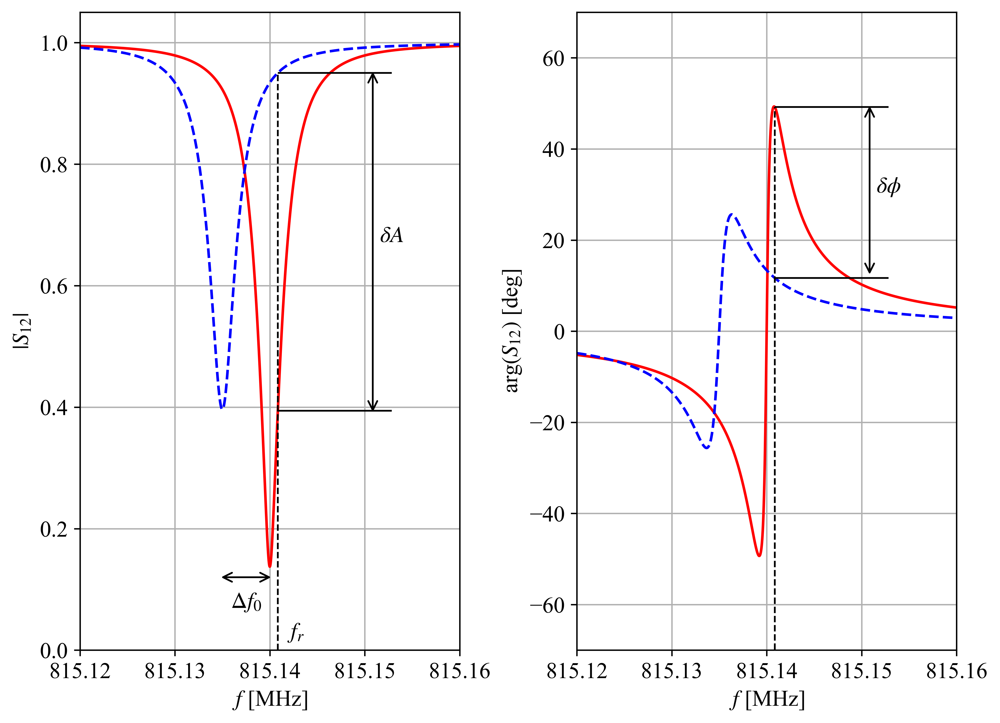 1.0
0.8
0.6
0.4
0.2
0.0
|S12|
δA
Δf0
fr
815.12 815.13 815.14 815.15 815.16
f [MHz]
60
40
20
0
−20
−40
−60
arg(S12) [deg]
δϕ
815.12 815.13 815.14 815.15 815.16
f [MHz]